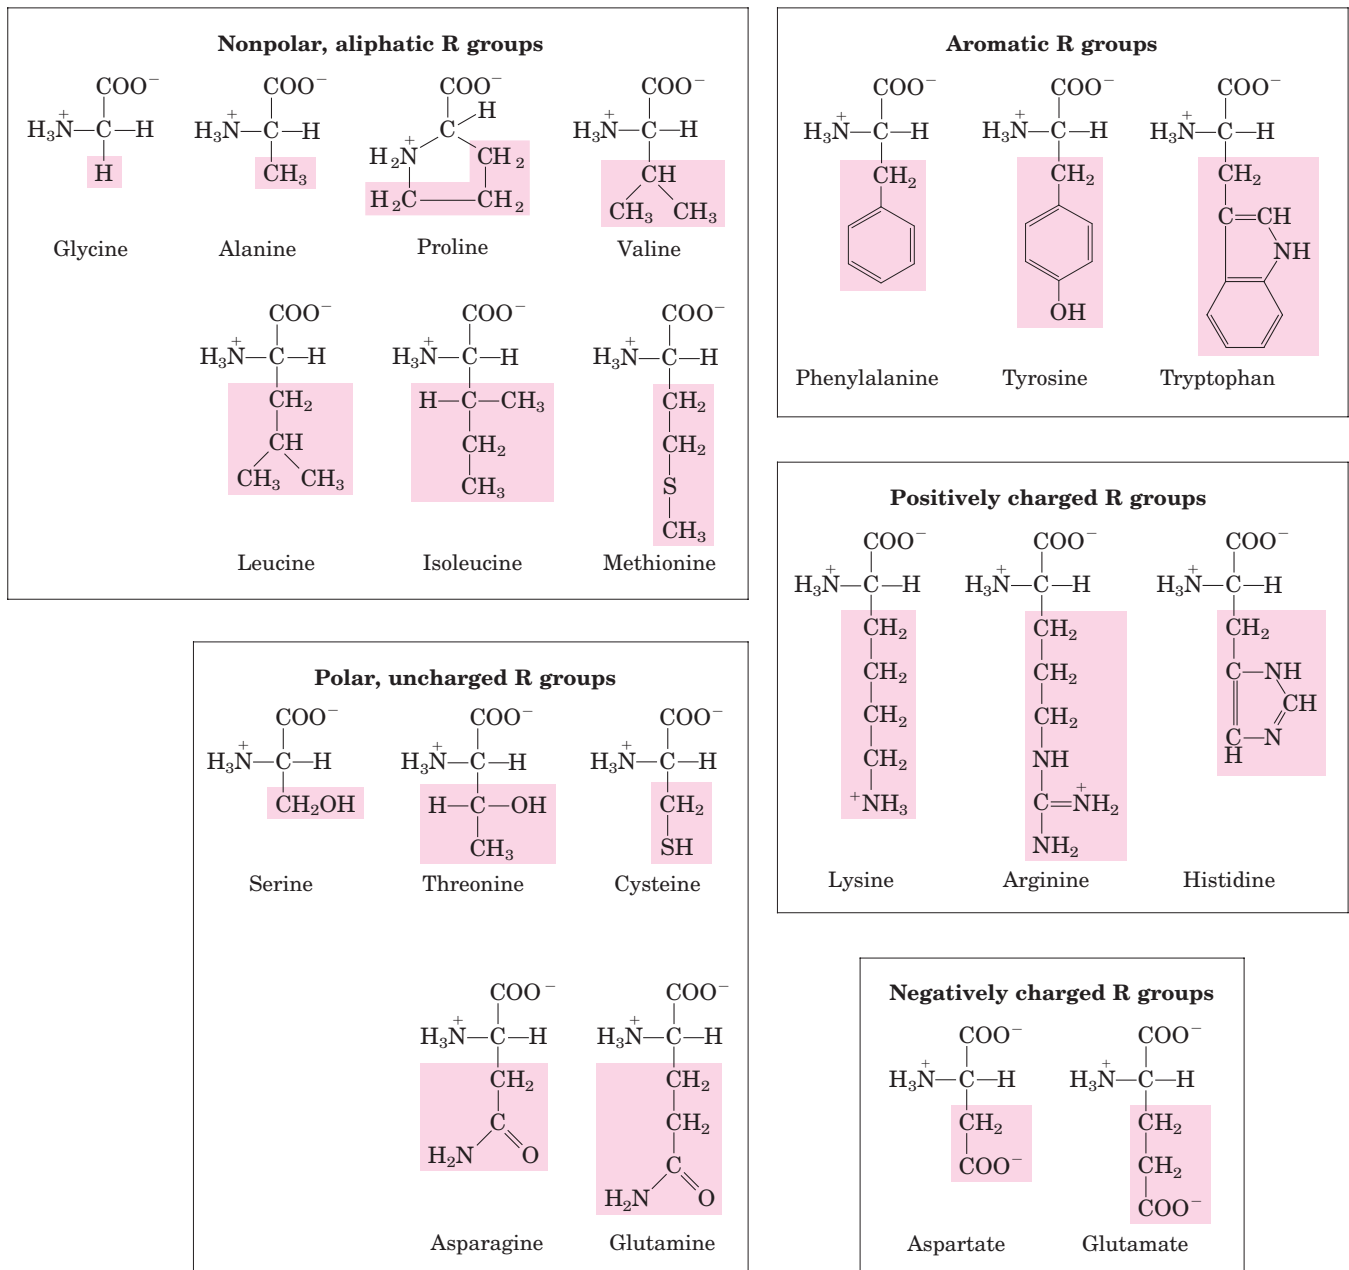 Nonpolar, aliphatic R groups
COO⁻ COO⁻ COO⁻ COO⁻
H₃N⁺—C—H H₃N⁺—C—H H₂N⁺ C H H₃N⁺—C—H
H CH₃ CH₂ CH
H₂C CH₂ CH₃ CH₃
Glycine Alanine Proline Valine
COO⁻ COO⁻ COO⁻
H₃N⁺—C—H H₃N⁺—C—H H₃N⁺—C—H
CH₂ H—C—CH₃ CH₂
CH CH₂ CH₂
CH₃ CH₃ CH₃ S
CH₃
Leucine Isoleucine Methionine
Aromatic R groups
COO⁻ COO⁻ COO⁻
H₃N⁺—C—H H₃N⁺—C—H H₃N⁺—C—H
CH₂ CH₂ CH₂
C=CH
NH
OH
Phenylalanine Tyrosine Tryptophan
Positively charged R groups
COO⁻ COO⁻ COO⁻
H₃N⁺—C—H H₃N⁺—C—H H₃N⁺—C—H
CH₂ CH₂ CH₂
CH₂ CH₂ C—NH
CH₂ CH₂ CH
CH₂ NH C—N
H
⁺NH₃ C=N⁺H₂
NH₂
Lysine Arginine Histidine
Polar, uncharged R groups
COO⁻ COO⁻ COO⁻
H₃N⁺—C—H H₃N⁺—C—H H₃N⁺—C—H
CH₂OH H—C—OH CH₂
CH₃ SH
Serine Threonine Cysteine
COO⁻ COO⁻
H₃N⁺—C—H H₃N⁺—C—H
CH₂ CH₂
C CH₂
H₂N O C
H₂N O
Asparagine Glutamine
Negatively charged R groups
COO⁻ COO⁻
H₃N⁺—C—H H₃N⁺—C—H
CH₂ CH₂
COO⁻ CH₂
COO⁻
Aspartate Glutamate